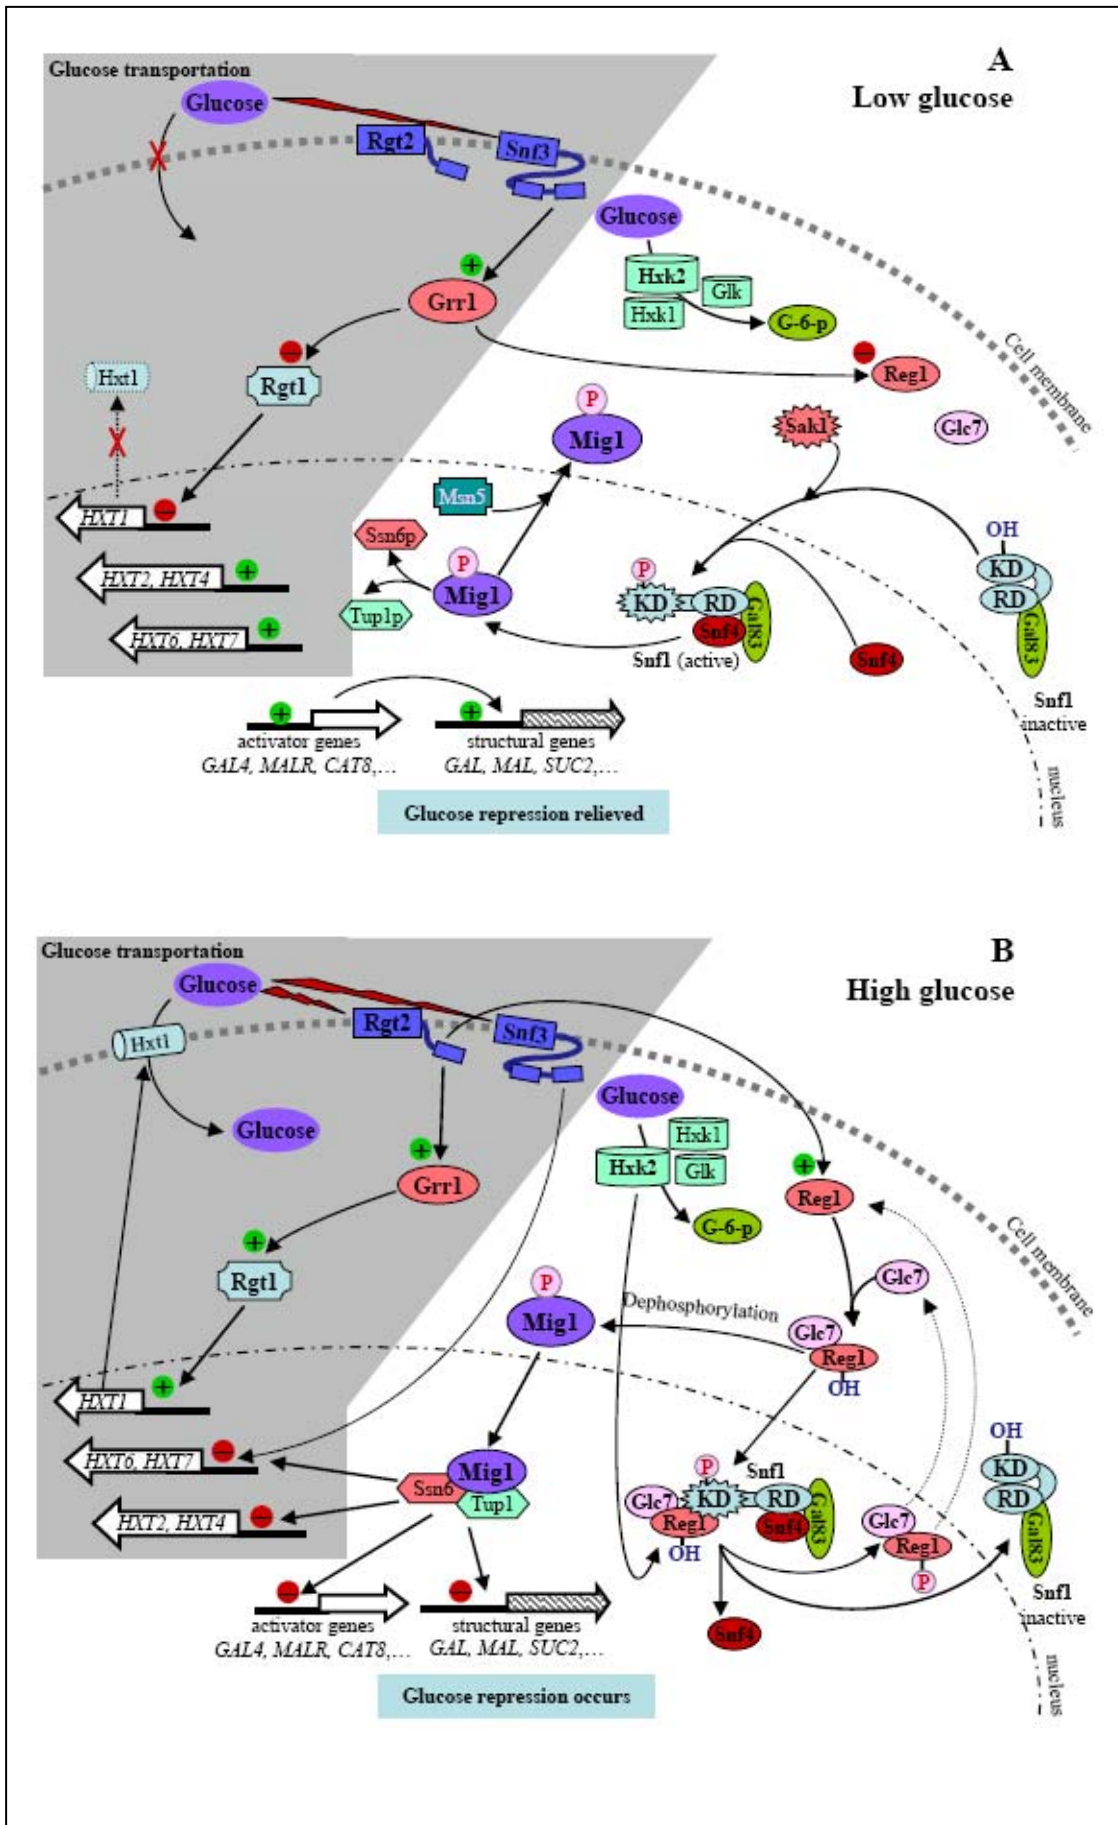 A
Low glucose
Glucose transportation
Glucose
Rgt2
Snf3
Glucose
Hxk2
Glk
Hxk1
G-6-p
Grr1
Cell membrane
−
Reg1
+
−
Hxt1
Rgt1
P
Mig1
Sak1
Glc7
X
X
HXT1
−
Msn5
Ssn6p
P
Mig1
Tup1p
OH
KD
RD
Gal83
P
KD
RD
Gal83
Snf4
Snf1 (active)
Snf4
Snf1
inactive
HXT2, HXT4
+
HXT6, HXT7
+
+
+
activator genes
GAL4, MALR, CAT8,…
structural genes
GAL, MAL, SUC2,…
nucleus
Glucose repression relieved
B
High glucose
Glucose transportation
Glucose
Rgt2
Snf3
Hxt1
Glucose
Glucose
Hxk1
Hxk2
Glk
G-6-p
+
Grr1
+
Reg1
Cell membrane
+
Rgt1
P
Mig1
Dephosphorylation
Glc7
Glc7
Reg1
OH
HXT1
+
HXT6, HXT7
−
HXT2, HXT4
−
Ssn6
Mig1
Tup1
P
Snf1
Glc7
KD
RD
Gal83
Reg1
Snf4
OH
Glc7
Reg1
P
OH
KD
RD
Gal83
Snf1
inactive
Snf4
−
−
activator genes
GAL4, MALR, CAT8,…
structural genes
GAL, MAL, SUC2,…
nucleus
Glucose repression occurs